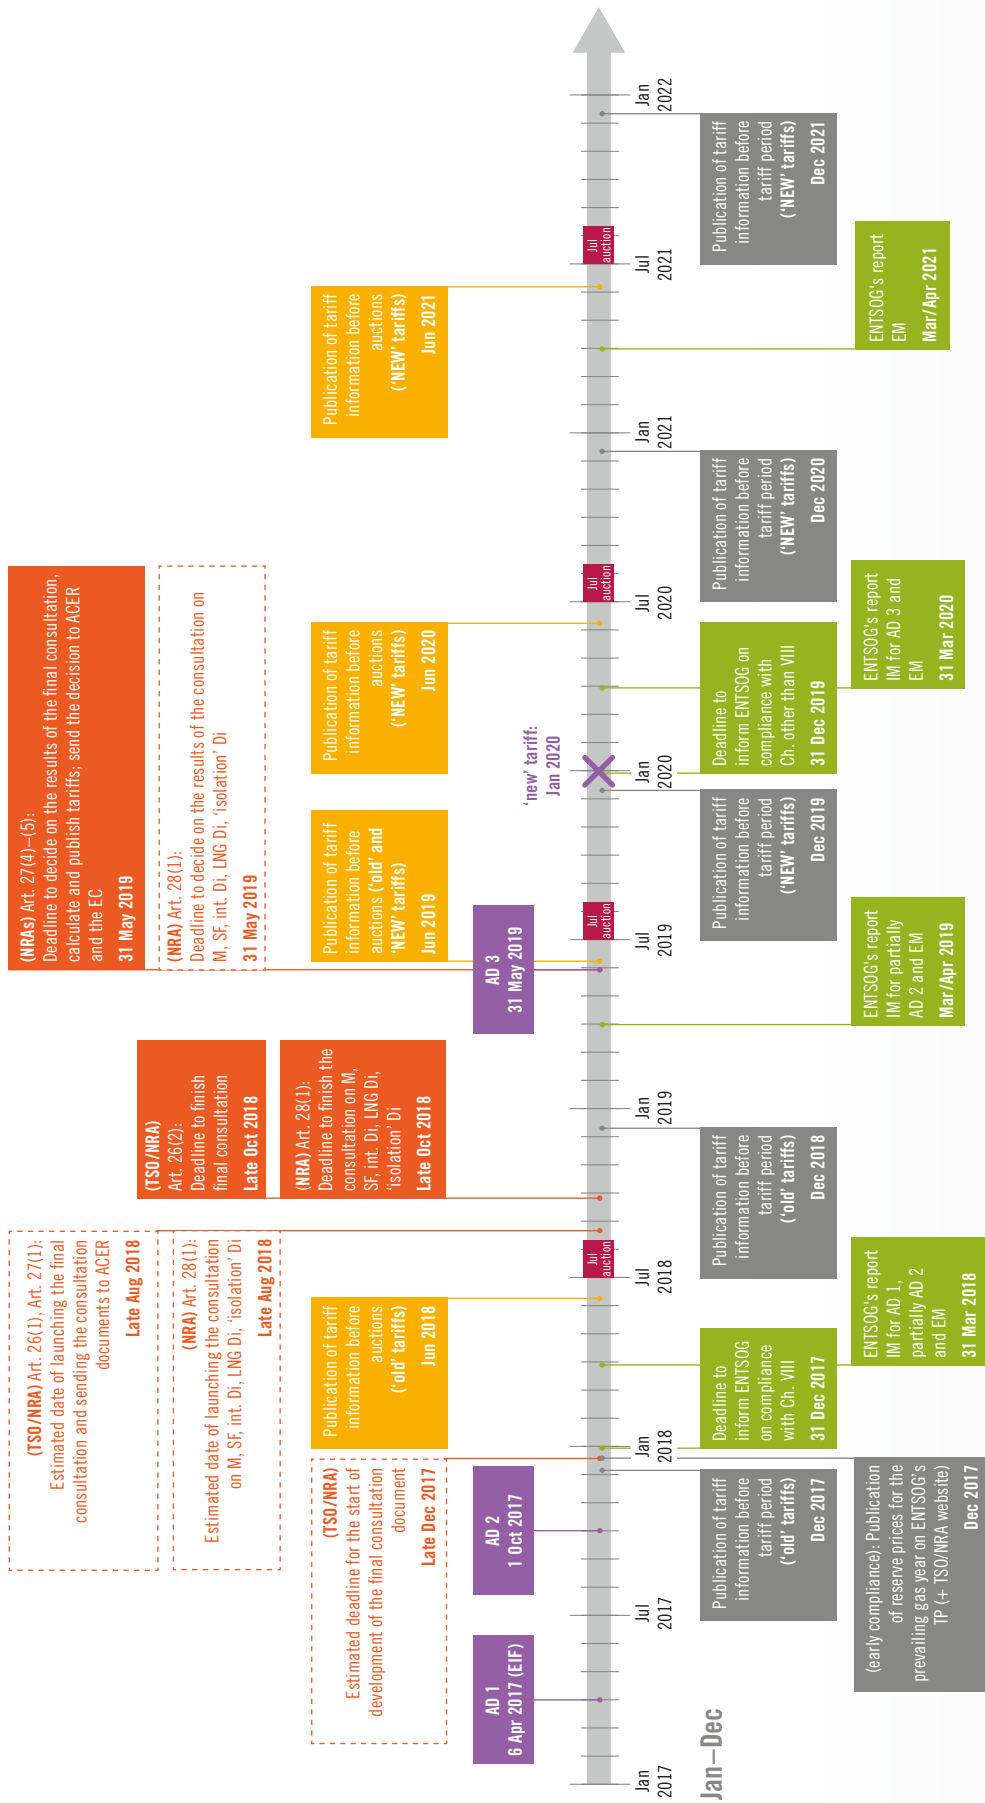 (TSO/NRA) Art. 26(1), Art. 27(1):
Estimated date of launching the final
consultation and sending the consultation
documents to ACER
Late Aug 2018
(NRA) Art. 28(1):
Estimated date of launching the consultation
on M, SF, int. Di, LNG Di, 'isolation' Di
Late Aug 2018
(TSO/NRA)
Estimated deadline for the start of
development of the final consultation
document
Late Dec 2017
(TSO/NRA)
Art. 26(2):
Deadline to finish
final consultation
Late Oct 2018
(NRA) Art. 28(1):
Deadline to finish the
consultation on M,
SF, int. Di, LNG Di,
'isolation' Di
Late Oct 2018
(NRAs) Art. 27(4)–(5):
Deadline to decide on the results of the final consultation,
calculate and publish tariffs; send the decision to ACER
and the EC
31 May 2019
(NRA) Art. 28(1):
Deadline to decide on the results of the consultation on
M, SF, int. Di, LNG Di, 'isolation' Di
31 May 2019
Publication of tariff
information before
auctions
('old' tariffs)
Jun 2018
Publication of tariff
information before
auctions ('old' and
'NEW' tariffs)
Jun 2019
Publication of tariff
information before
auctions
('NEW' tariffs)
Jun 2020
Publication of tariff
information before
auctions
('NEW' tariffs)
Jun 2021
AD 1
6 Apr 2017 (EIF)
AD 2
1 Oct 2017
AD 3
31 May 2019
'new' tariff:
Jan 2020
Jul
auction
Jul
auction
Jul
auction
Jul
auction
Jan
2017
Jul
2017
Jan
2018
Jul
2018
Jan
2019
Jul
2019
Jan
2020
Jul
2020
Jan
2021
Jul
2021
Jan
2022
Jan–Dec
Publication of tariff
information before
tariff period
('old' tariffs)
Dec 2017
Deadline to
inform ENTSOG
on compliance
with Ch. VIII
31 Dec 2017
Publication of tariff
information before
tariff period
('old' tariffs)
Dec 2018
Publication of tariff
information before
tariff period
('NEW' tariffs)
Dec 2019
Deadline to
inform ENTSOG on
compliance with
Ch. other than VIII
31 Dec 2019
Publication of tariff
information before
tariff period
('NEW' tariffs)
Dec 2020
Publication of tariff
information before
tariff period
('NEW' tariffs)
Dec 2021
(early compliance): Publication
of reserve prices for the
prevailing gas year on ENTSOG's
TP (+ TSO/NRA website)
Dec 2017
ENTSOG's report
IM for AD 1,
partially AD 2
and EM
31 Mar 2018
ENTSOG's report
IM for partially
AD 2 and EM
Mar/Apr 2019
ENTSOG's report
IM for AD 3 and
EM
31 Mar 2020
ENTSOG's report
EM
Mar/Apr 2021